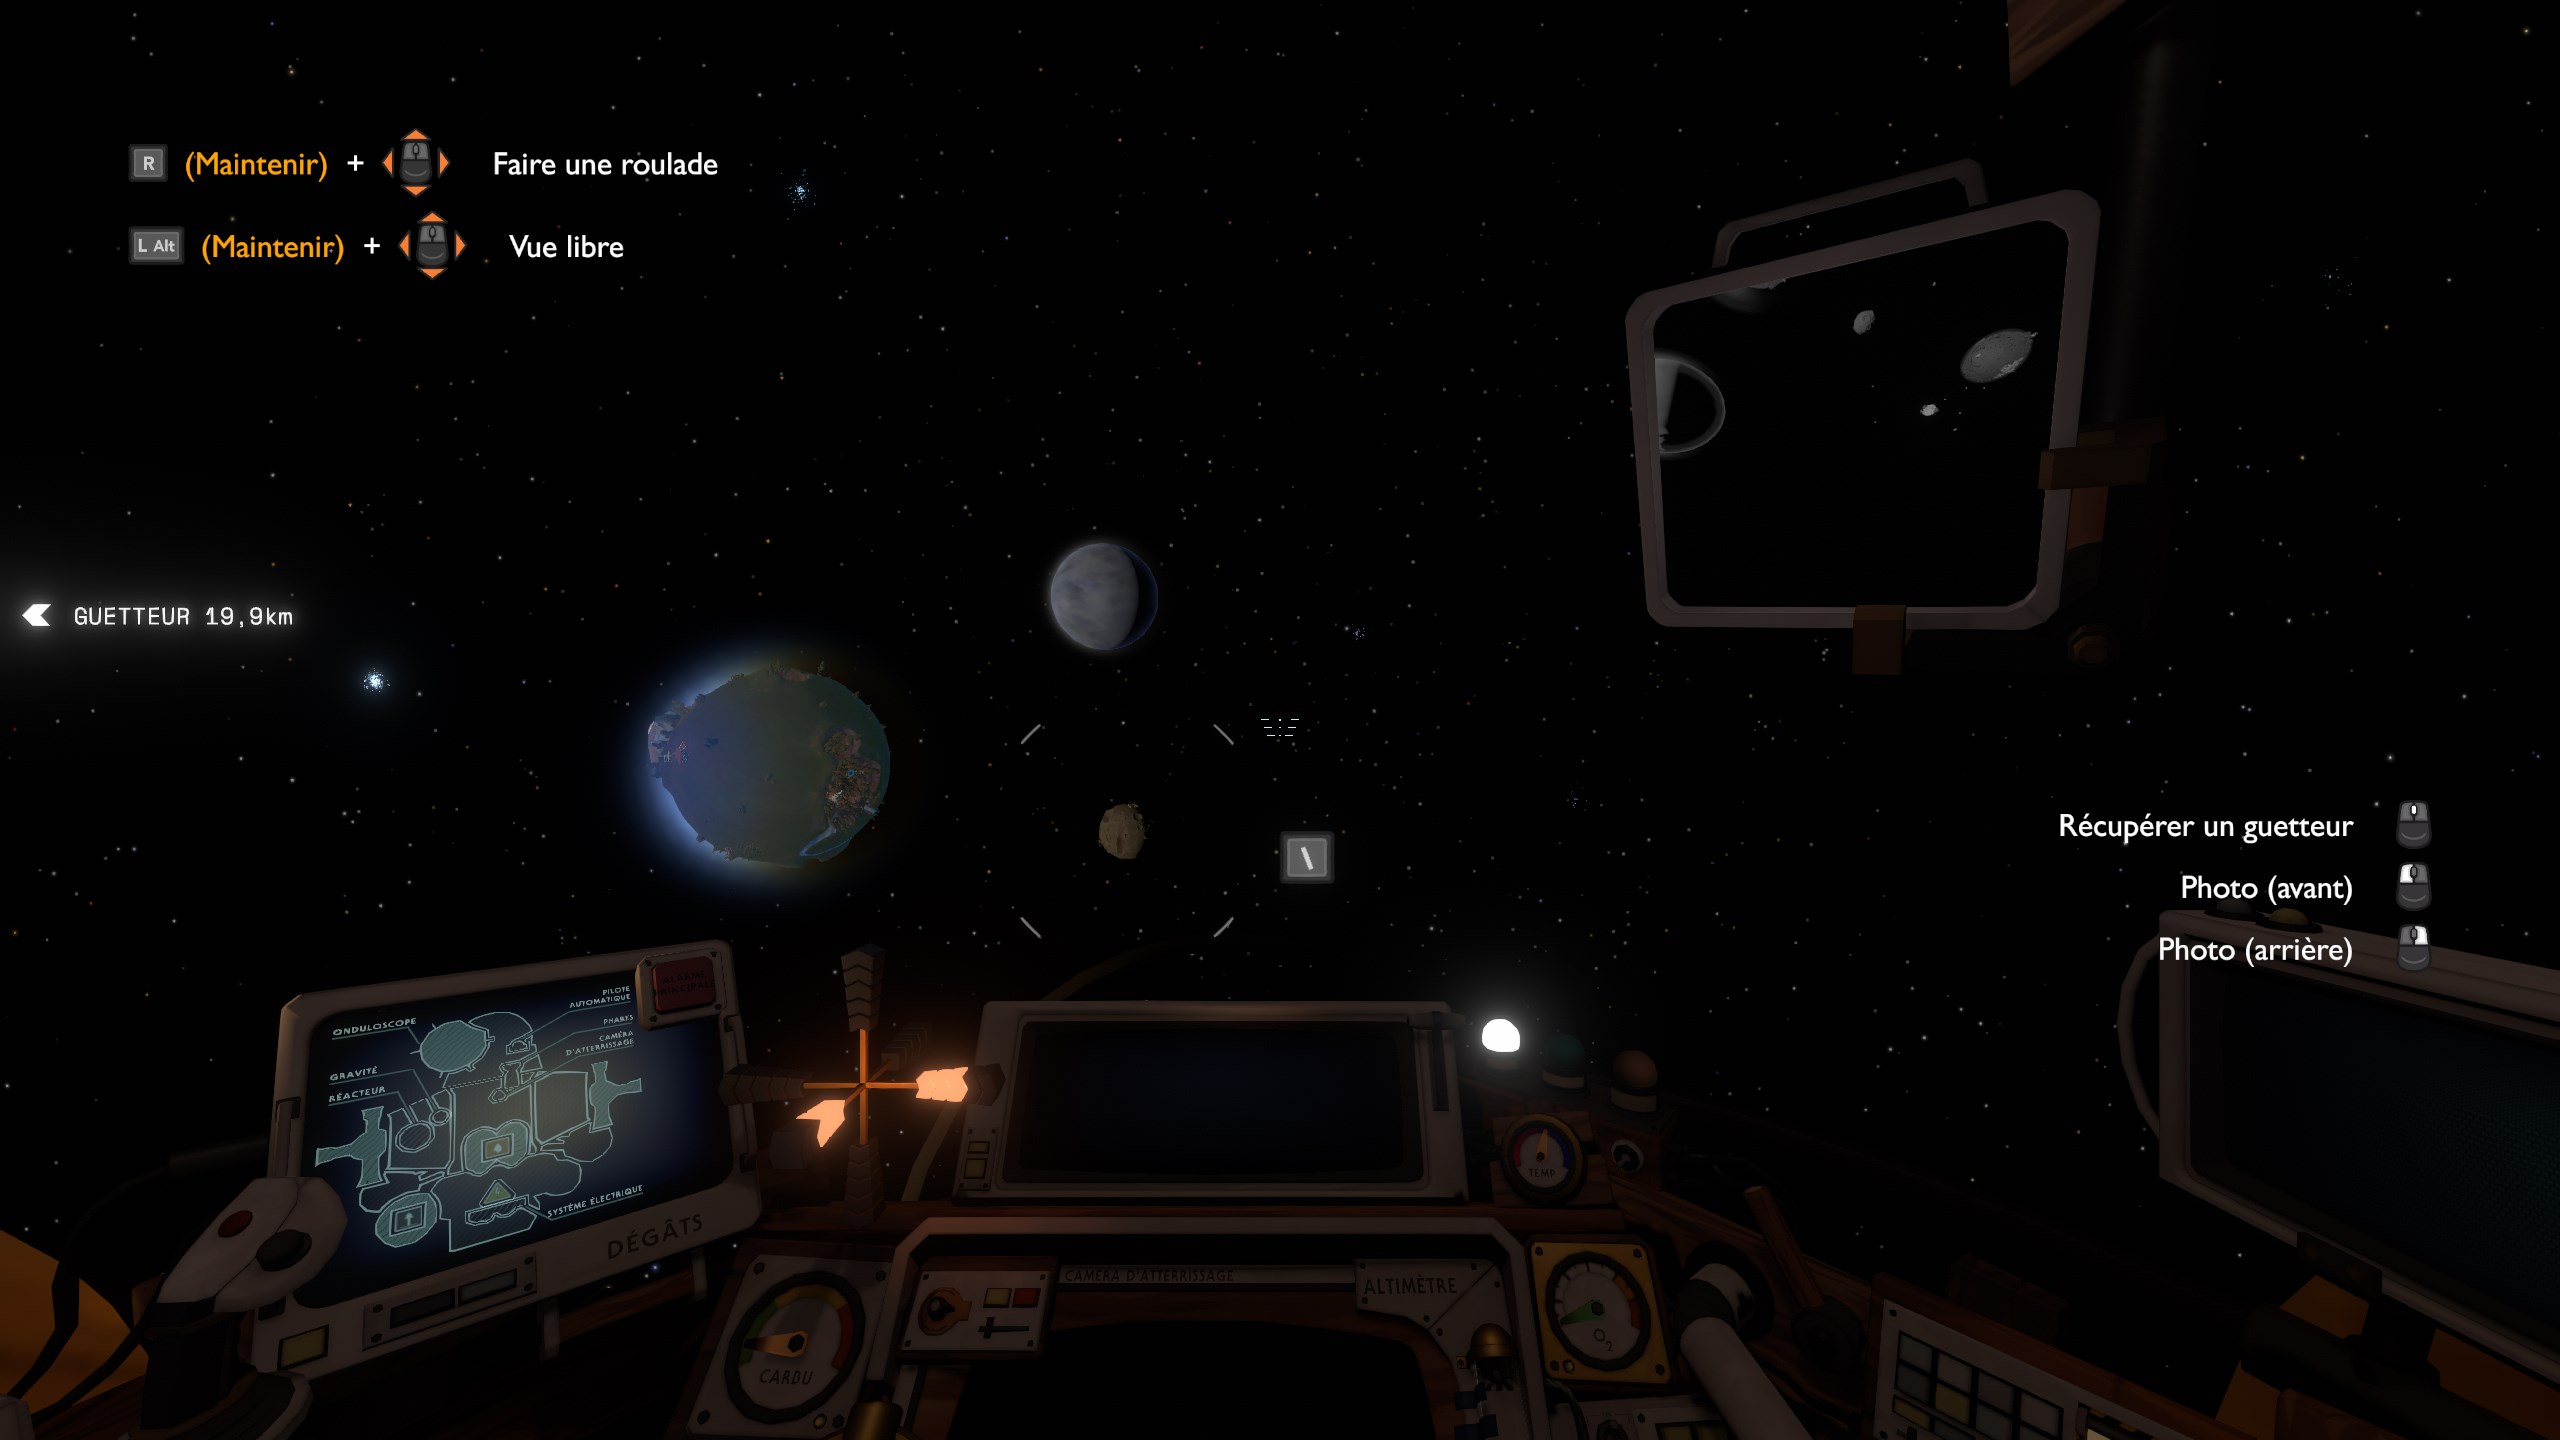 R (Maintenir) + Faire une roulade
L Alt (Maintenir) + Vue libre
GUETTEUR 19,9km
\
Récupérer un guetteur
Photo (avant)
Photo (arrière)
ONDULOSCOPE
PILOTE
AUTOMATIQUE
PHARES
CAMÉRA
D'ATTERRISSAGE
GRAVITÉ
RÉACTEUR
SYSTÈME ÉLECTRIQUE
DÉGÂTS
TEMP
CAMÉRA D'ATTERRISSAGE
ALTIMÈTRE
CARBU
O2